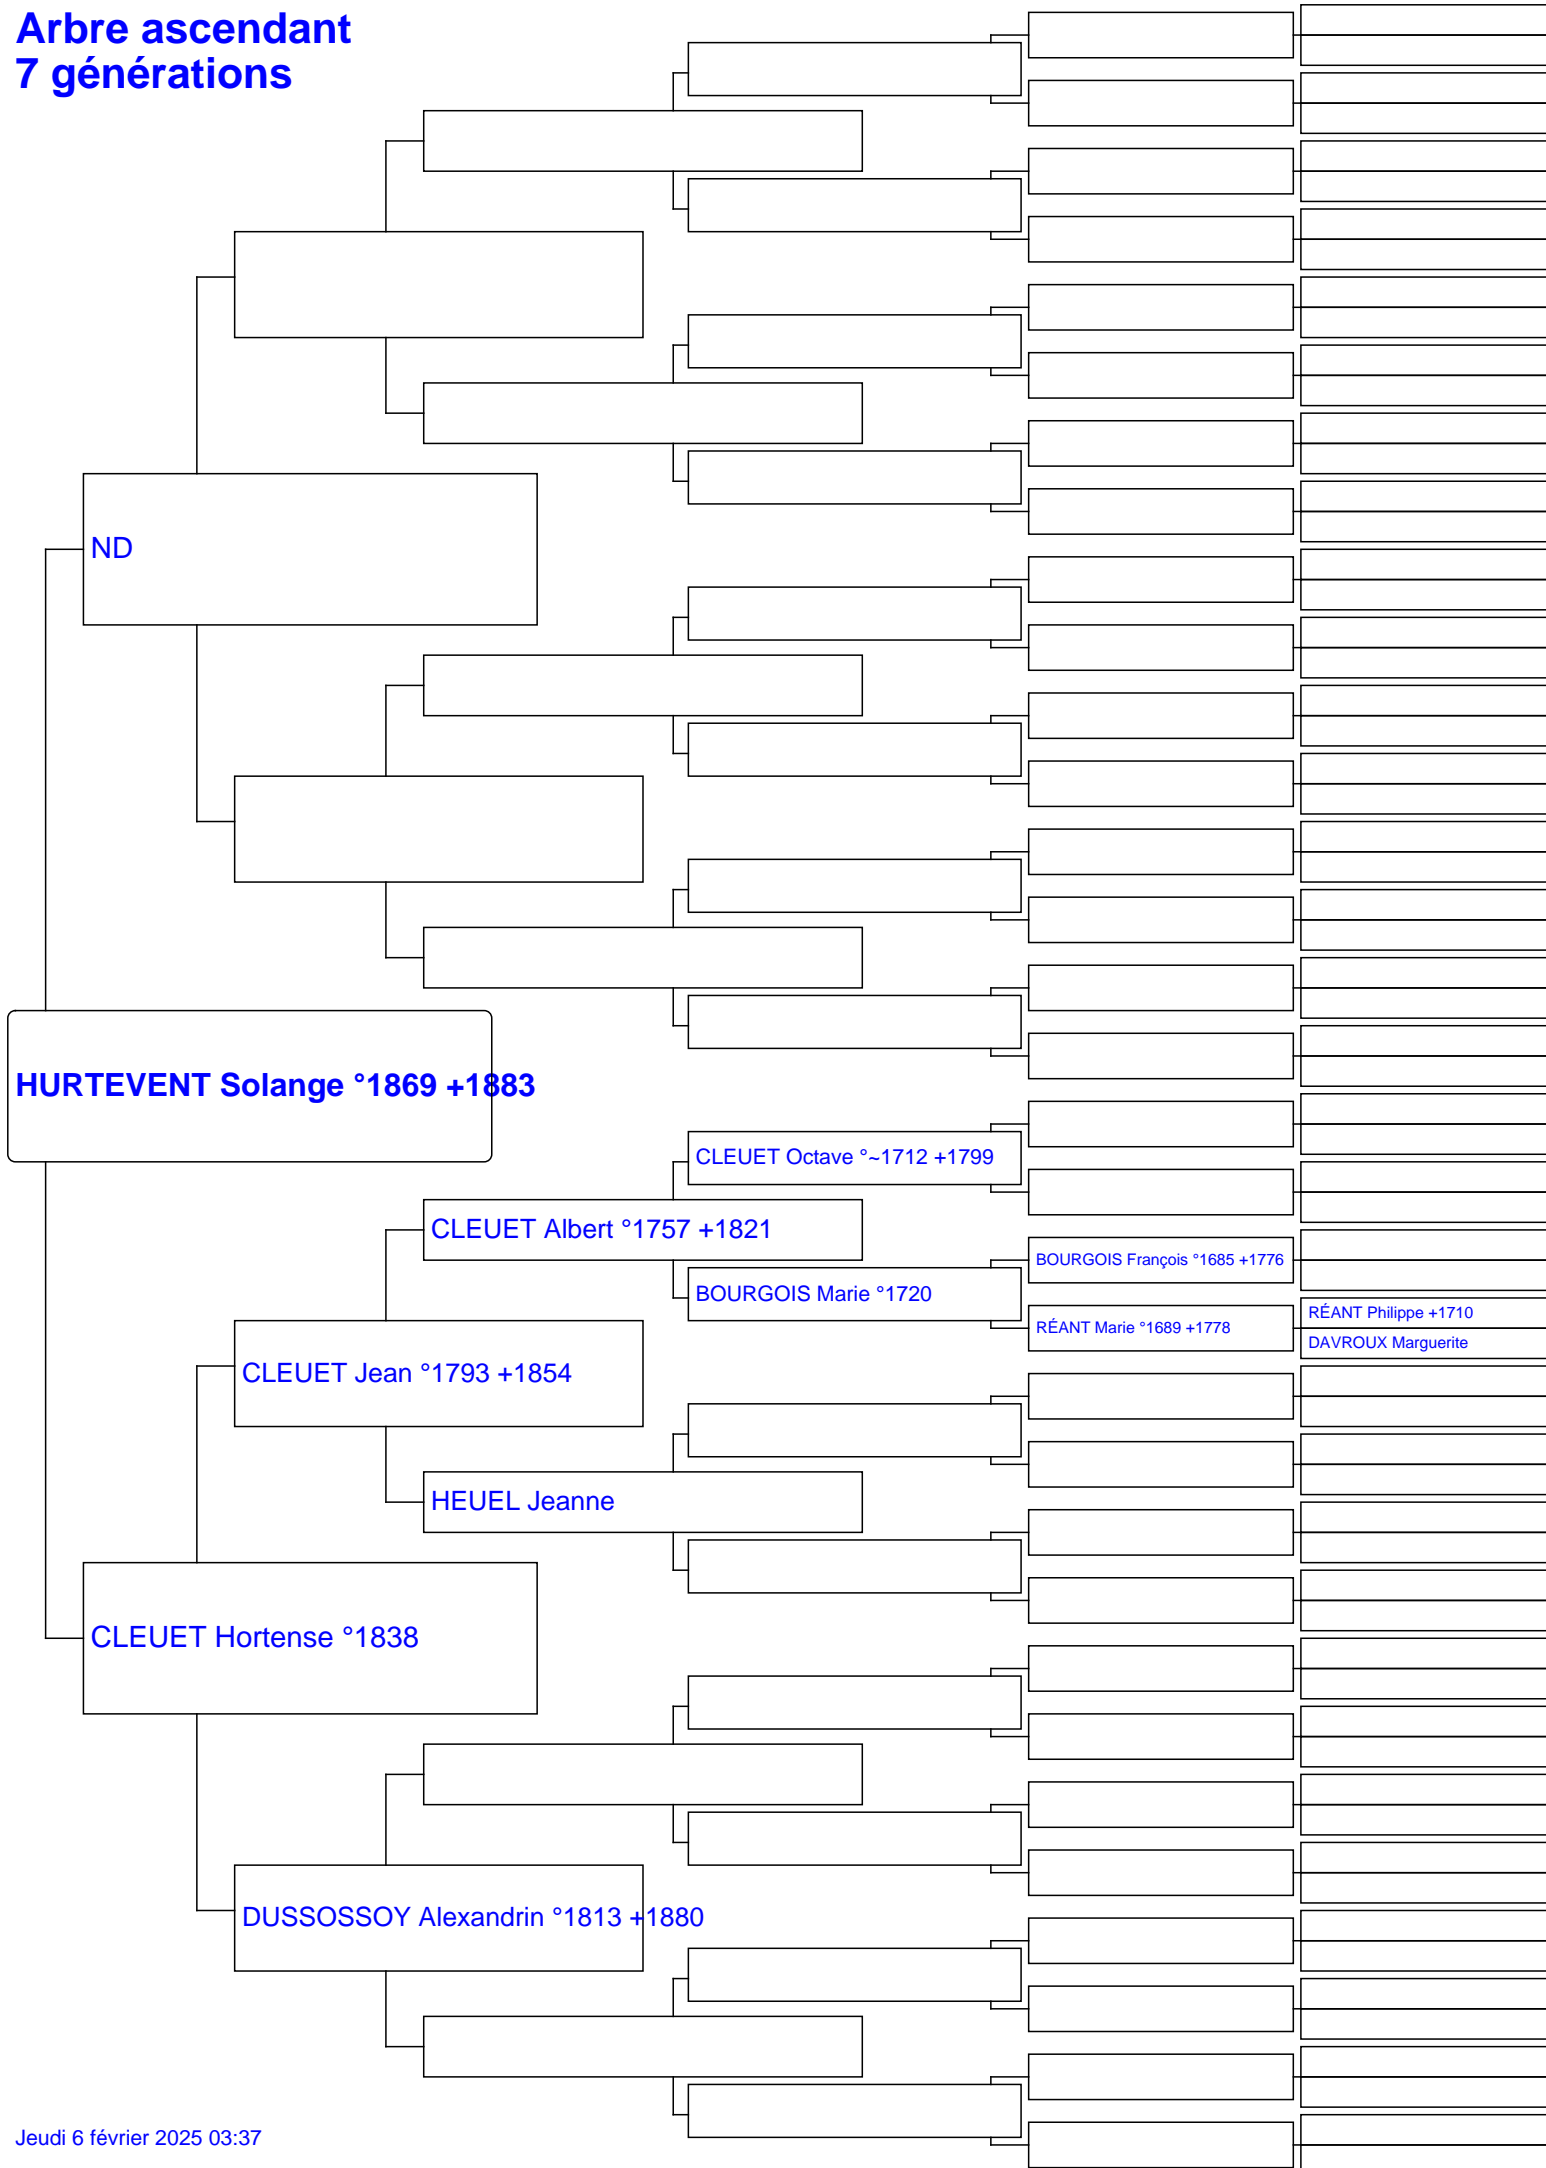 Arbre ascendant
7 générations
ND
HURTEVENT Solange °1869 +1883
CLEUET Octave °~1712 +1799
CLEUET Albert °1757 +1821
BOURGOIS François °1685 +1776
BOURGOIS Marie °1720
RÉANT Philippe +1710
RÉANT Marie °1689 +1778
DAVROUX Marguerite
CLEUET Jean °1793 +1854
HEUEL Jeanne
CLEUET Hortense °1838
DUSSOSSOY Alexandrin °1813 +1880
Jeudi 6 février 2025 03:37